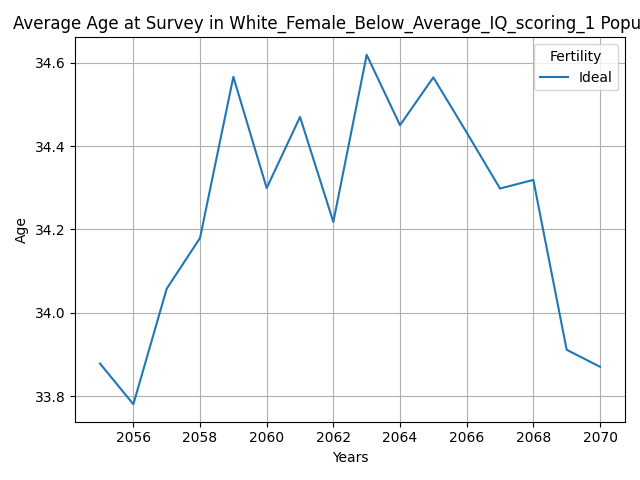 Average Age at Survey in White_Female_Below_Average_IQ_scoring_1 Popu
Fertility
Ideal
34.6
34.4
34.2
34.0
33.8
Age
2056 2058 2060 2062 2064 2066 2068 2070
Years